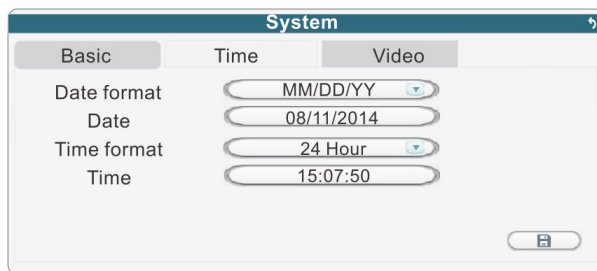 System
Basic Time Video
Date format MM/DD/YY
Date 08/11/2014
Time format 24 Hour
Time 15:07:50